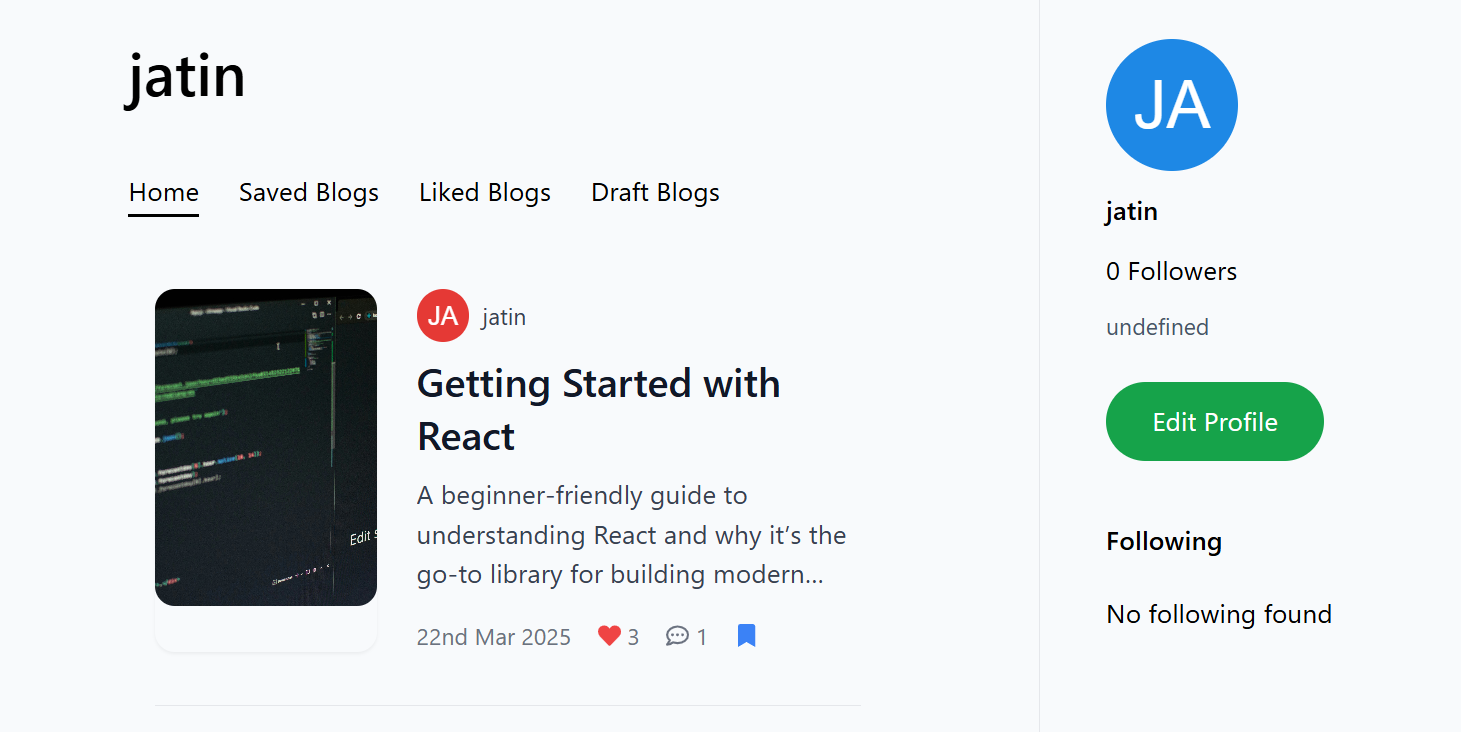 jatin
Home Saved Blogs Liked Blogs Draft Blogs
JA jatin
Getting Started with
React
A beginner-friendly guide to
understanding React and why it’s the
go-to library for building modern...
22nd Mar 2025 3 1
Edit
JA
jatin
0 Followers
undefined
Edit Profile
Following
No following found